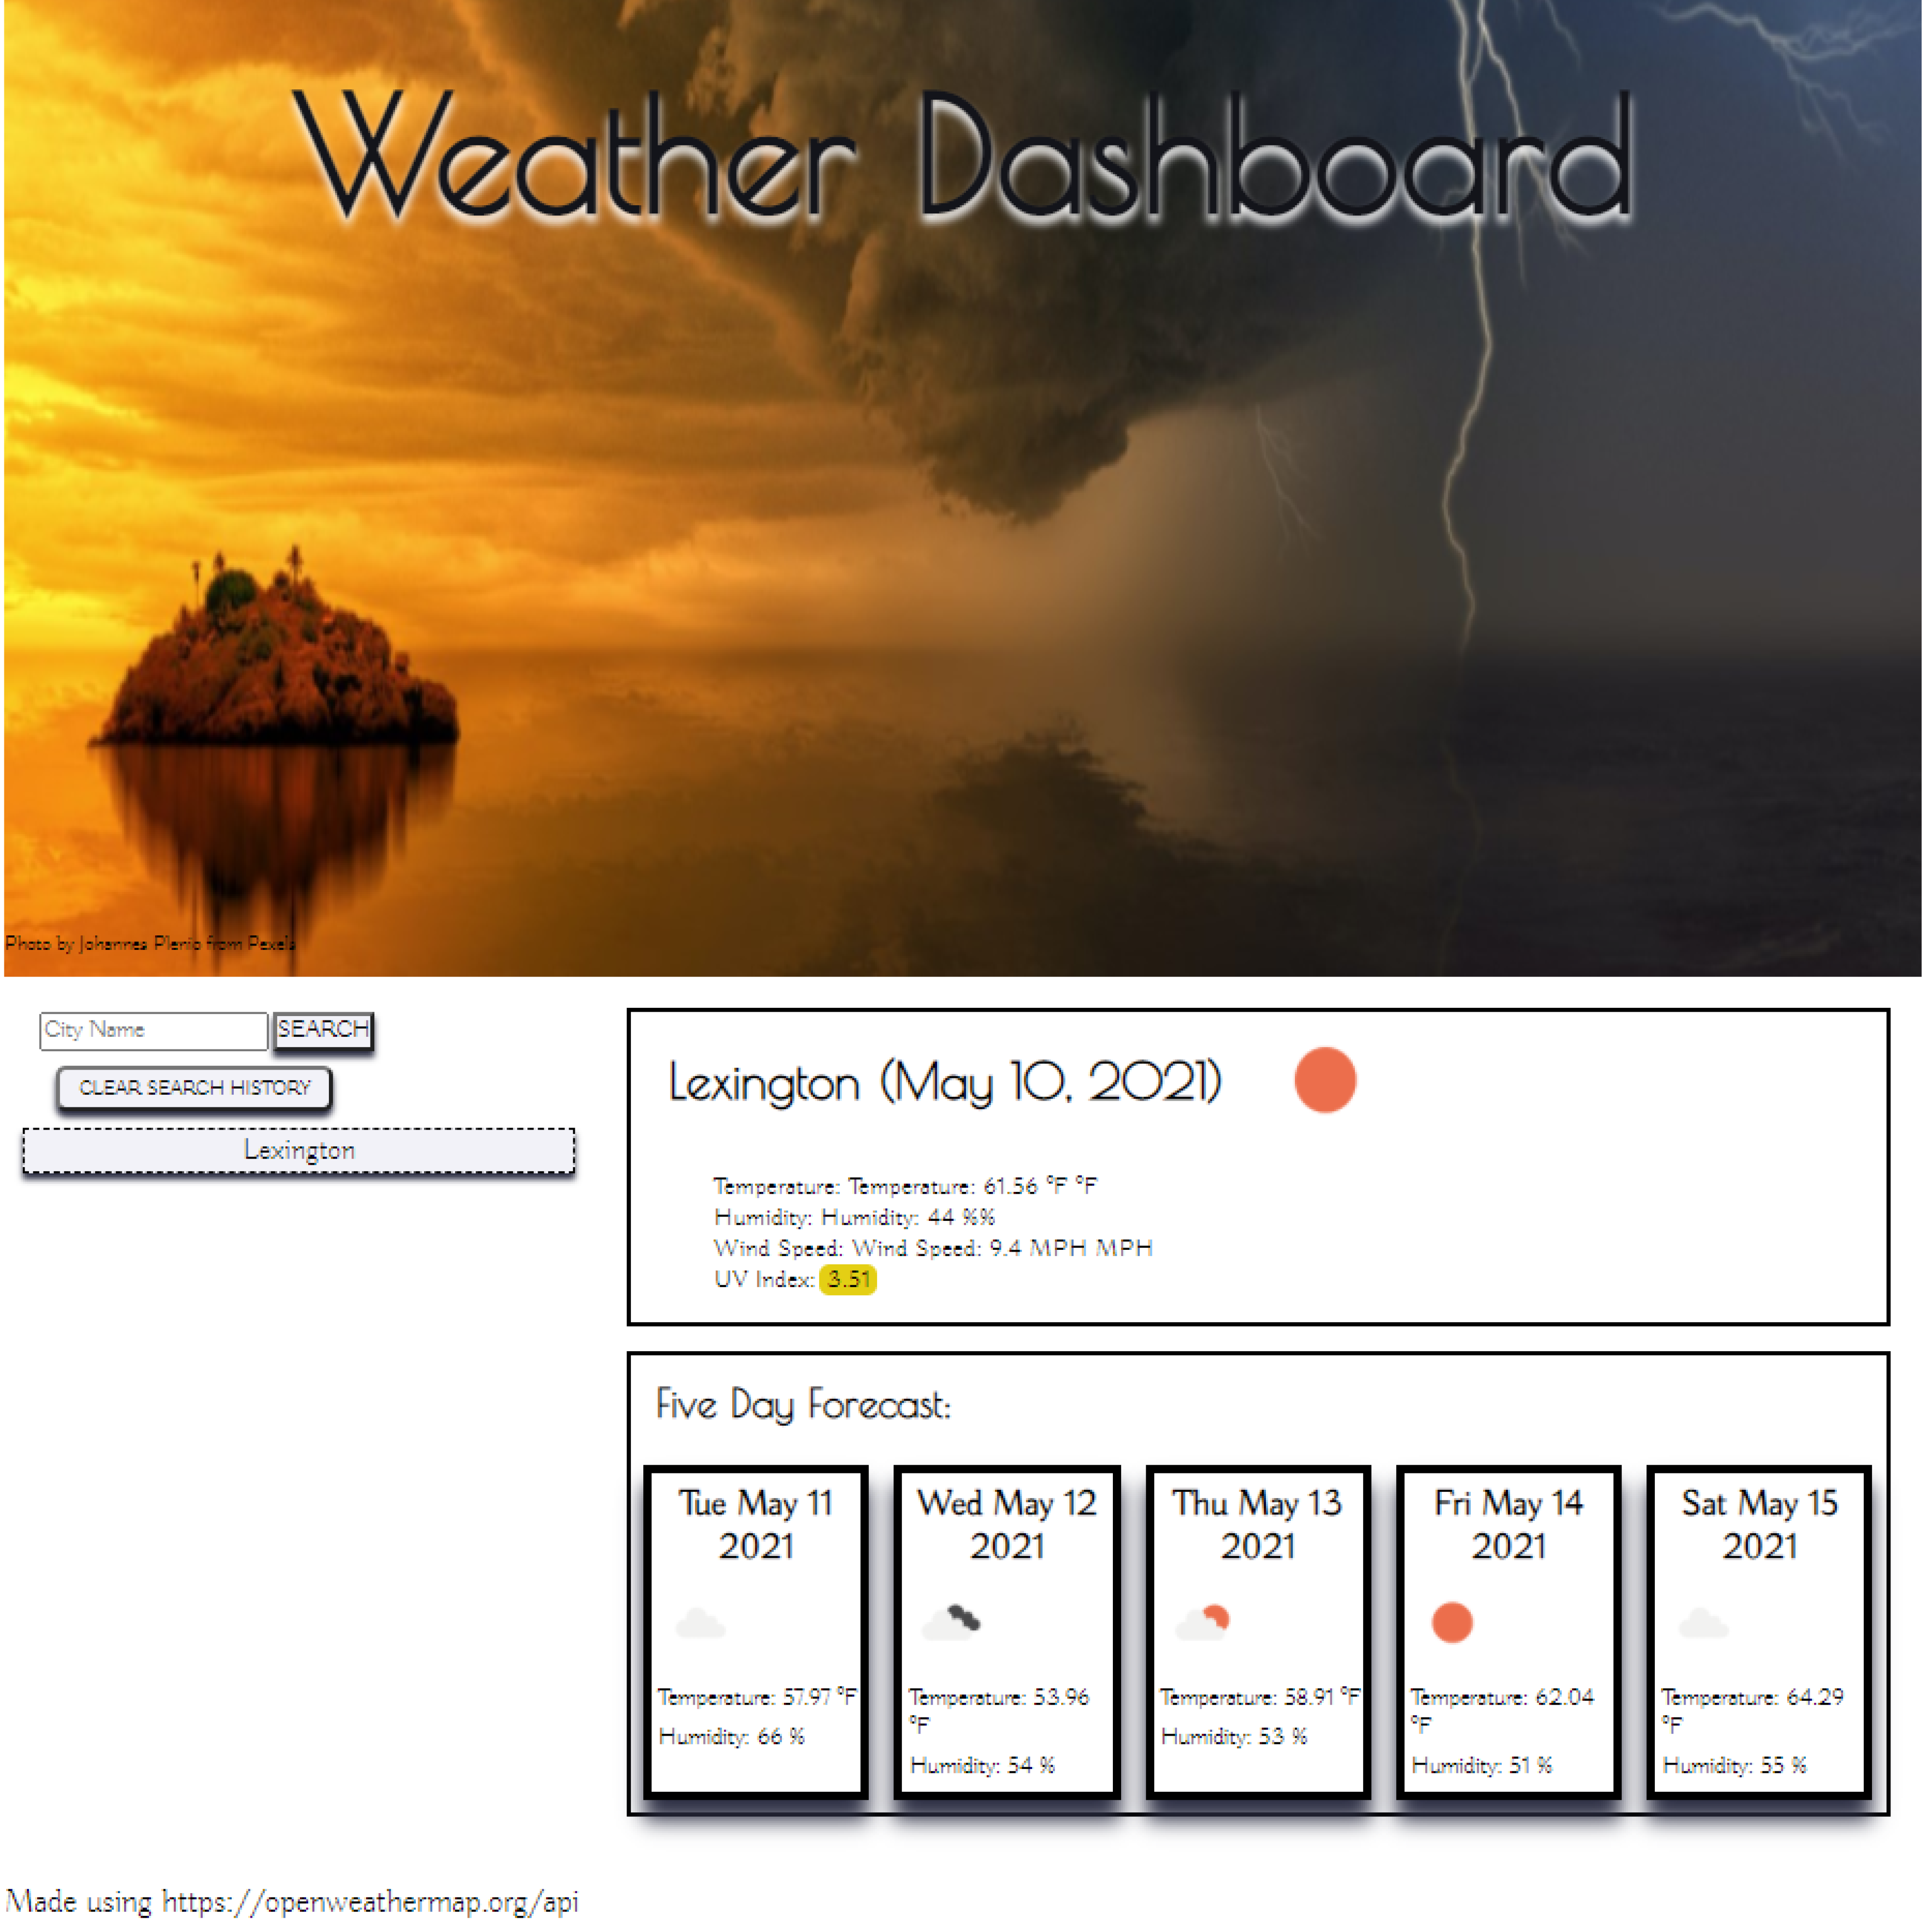 Weather Dashboard
Photo by Johannes Plenio from Pexels
City Name
SEARCH
CLEAR SEARCH HISTORY
Lexington
Lexington (May 10, 2021)
Temperature: Temperature: 61.56 °F °F
Humidity: Humidity: 44 %%
Wind Speed: Wind Speed: 9.4 MPH MPH
UV Index: 3.51
Five Day Forecast:
Tue May 11
2021
Temperature: 57.97 °F
Humidity: 66 %
Wed May 12
2021
Temperature: 53.96
°F
Humidity: 54 %
Thu May 13
2021
Temperature: 58.91 °F
Humidity: 53 %
Fri May 14
2021
Temperature: 62.04
°F
Humidity: 51 %
Sat May 15
2021
Temperature: 64.29
°F
Humidity: 55 %
Made using https://openweathermap.org/api